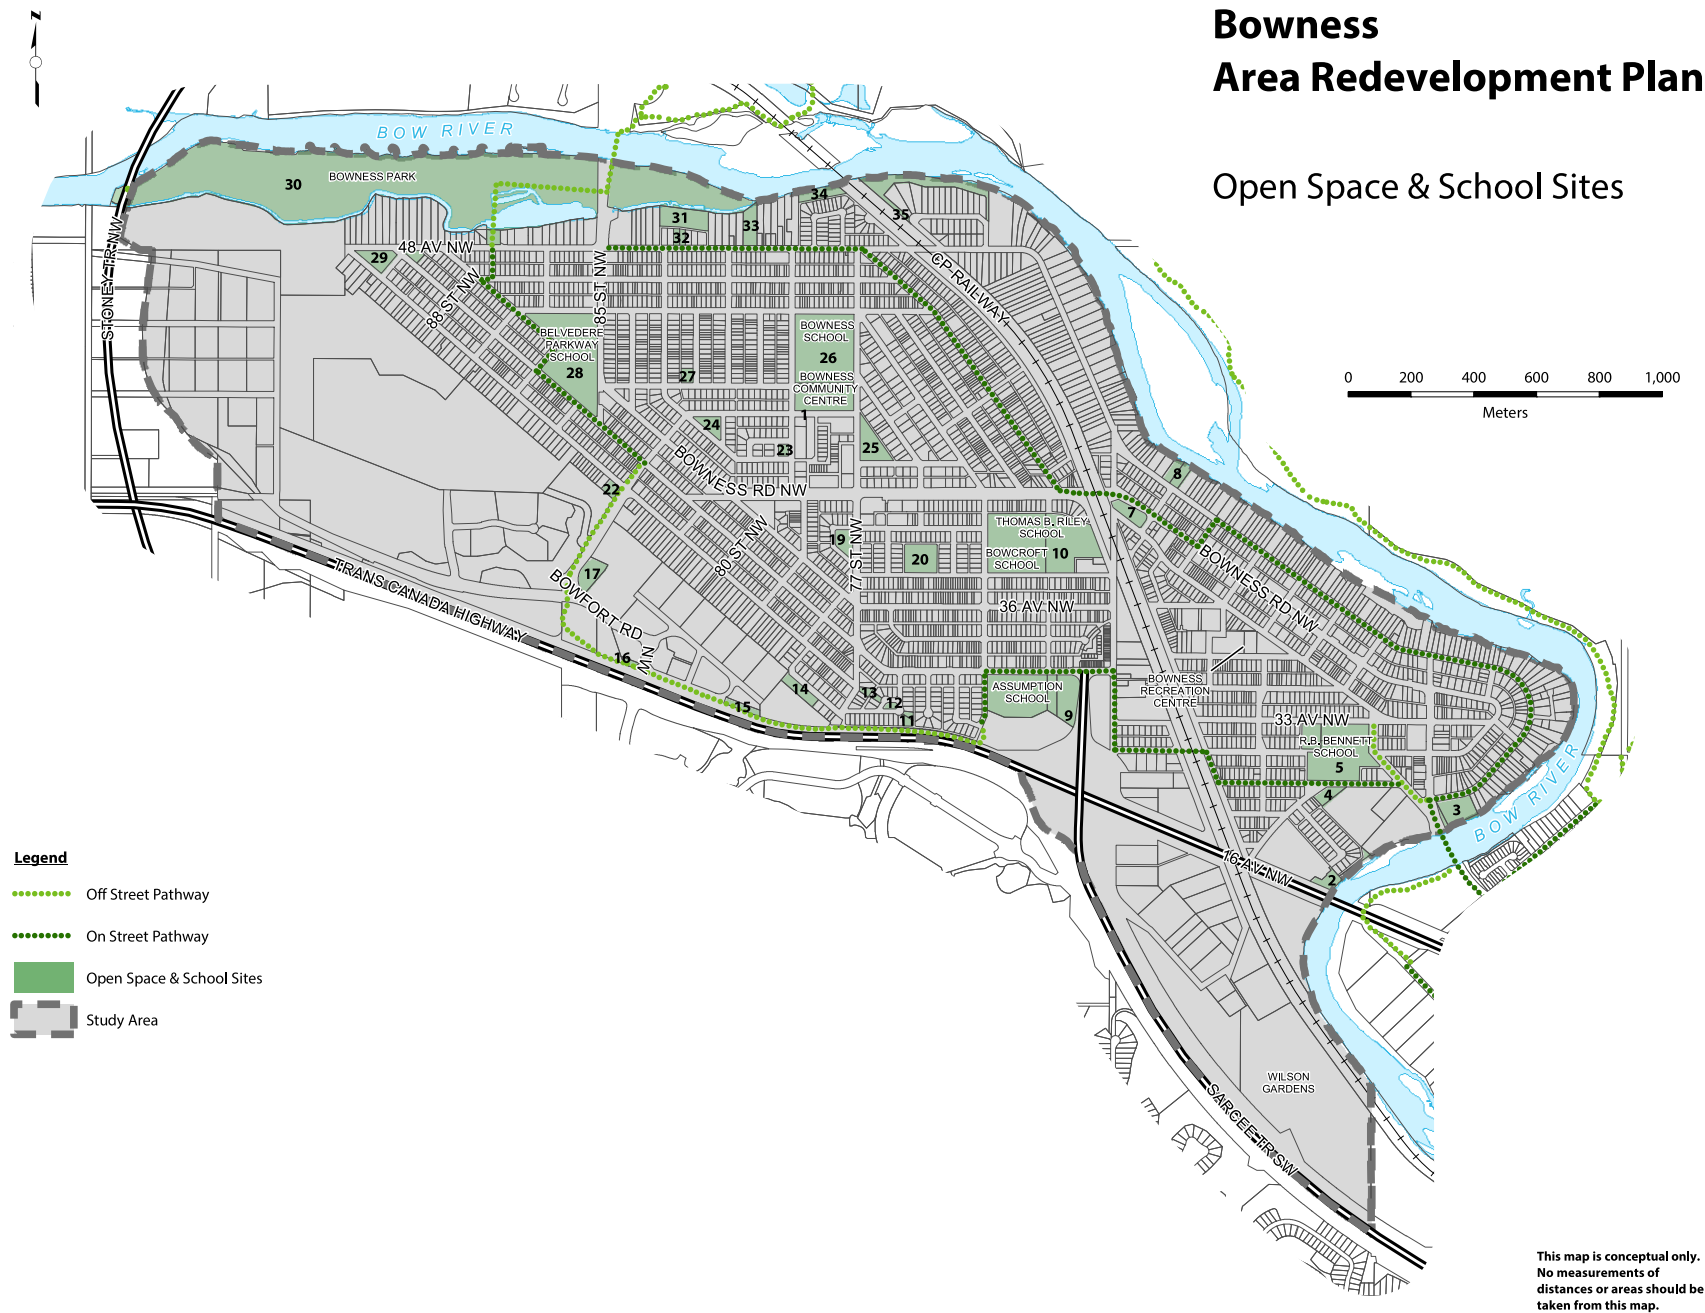 Bowness
Area Redevelopment Plan
Open Space & School Sites
N
BOW RIVER
30
BOWNESS PARK
34
31
33
35
32
48 AV NW
29
STONEY TR NW
88 ST NW
85 ST NW
CP RAILWAY
BELVEDERE
PARKWAY
SCHOOL
28
BOWNESS
SCHOOL
26
BOWNESS
COMMUNITY
CENTRE
27
1
24
25
23
0 200 400 600 800 1,000
Meters
BOWNESS RD NW
22
8
7
THOMAS B. RILEY
SCHOOL
BOWCROFT
SCHOOL
10
19
20
77 ST NW
80 ST NW
17
BOWFORT RD
NW
TRANS CANADA HIGHWAY
BOWNESS RD NW
36 AV NW
16
15
14
13
12
11
ASSUMPTION
SCHOOL
9
BOWNESS
RECREATION
CENTRE
33 AV NW
R.B. BENNETT
SCHOOL
5
4
3
BOW RIVER
2
16 AV NW
WILSON
GARDENS
SARCEE TR SW
Legend
Off Street Pathway
On Street Pathway
Open Space & School Sites
Study Area
This map is conceptual only.
No measurements of
distances or areas should be
taken from this map.